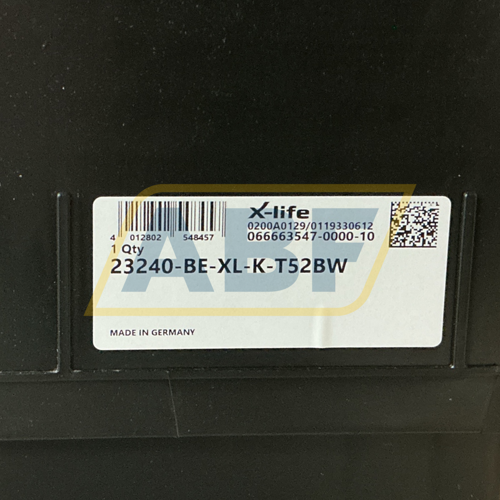 X-life
0200A0129/0119330612
066663547-0000-10
4 012802 548457
1 Qty
23240-BE-XL-K-T52BW
MADE IN GERMANY
ABF